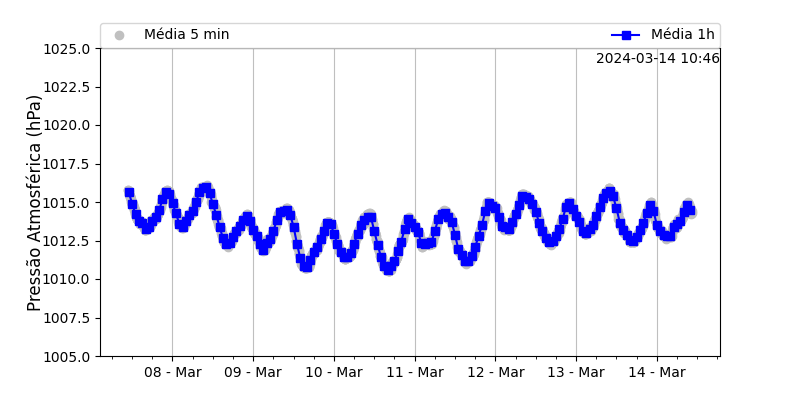 Média 5 min
Média 1h
2024-03-14 10:46
Pressão Atmosférica (hPa)
1025.0
1022.5
1020.0
1017.5
1015.0
1012.5
1010.0
1007.5
1005.0
08 - Mar
09 - Mar
10 - Mar
11 - Mar
12 - Mar
13 - Mar
14 - Mar